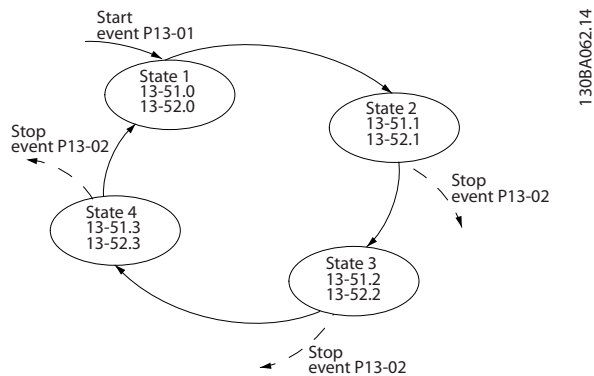 Start
event P13-01
State 1
13-51.0
13-52.0
State 2
13-51.1
13-52.1
Stop
event P13-02
State 3
13-51.2
13-52.2
Stop
event P13-02
State 4
13-51.3
13-52.3
Stop
event P13-02
130BA062.14